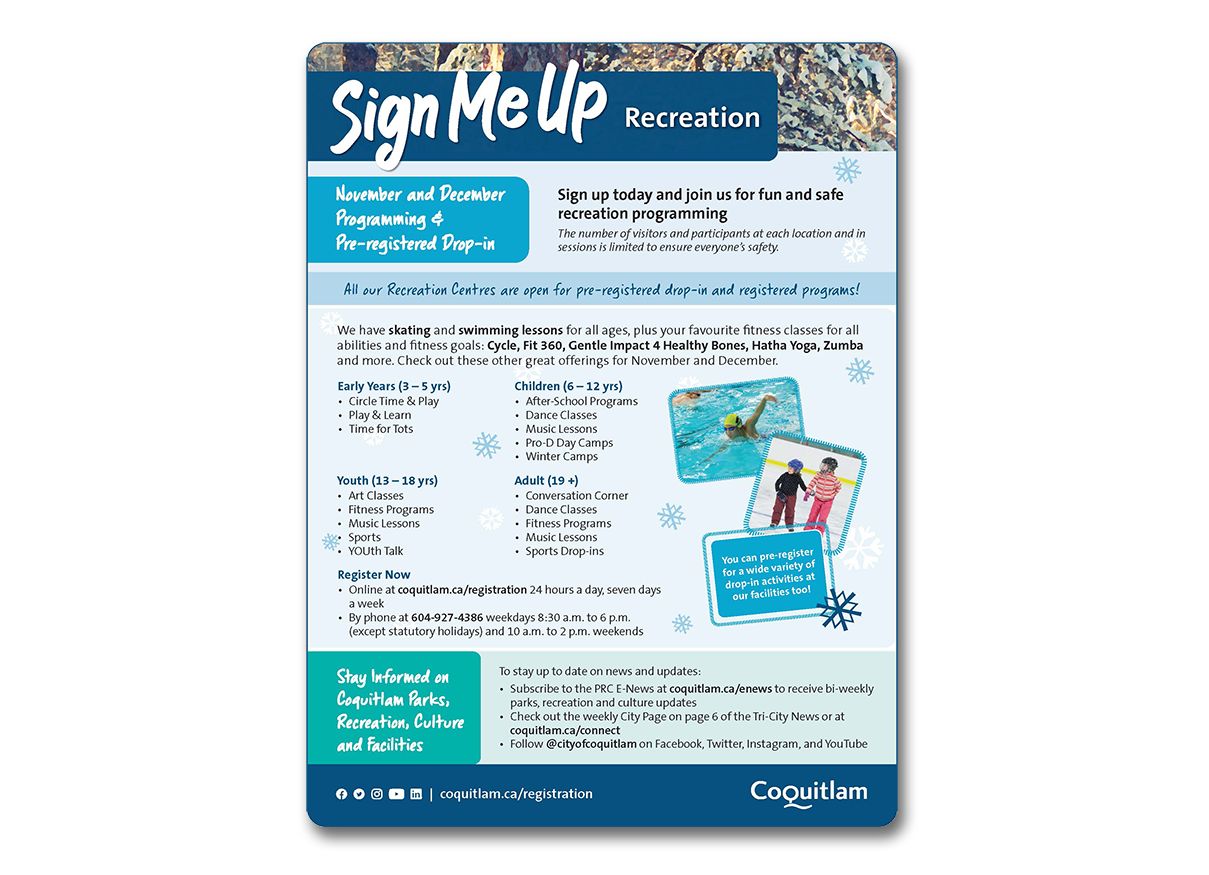 Sign Me Up Recreation
November and December
Programming &
Pre-registered Drop-in
Sign up today and join us for fun and safe
recreation programming
The number of visitors and participants at each location and in
sessions is limited to ensure everyone's safety.
All our Recreation Centres are open for pre-registered drop-in and registered programs!
We have skating and swimming lessons for all ages, plus your favourite fitness classes for all
abilities and fitness goals: Cycle, Fit 360, Gentle Impact 4 Healthy Bones, Hatha Yoga, Zumba
and more. Check out these other great offerings for November and December.
Early Years (3 – 5 yrs)
• Circle Time & Play
• Play & Learn
• Time for Tots
Children (6 – 12 yrs)
• After-School Programs
• Dance Classes
• Music Lessons
• Pro-D Day Camps
• Winter Camps
Youth (13 – 18 yrs)
• Art Classes
• Fitness Programs
• Music Lessons
• Sports
• YOUth Talk
Adult (19 +)
• Conversation Corner
• Dance Classes
• Fitness Programs
• Music Lessons
• Sports Drop-ins
You can pre-register
for a wide variety of
drop-in activities at
our facilities too!
Register Now
• Online at coquitlam.ca/registration 24 hours a day, seven days
a week
• By phone at 604-927-4386 weekdays 8:30 a.m. to 6 p.m.
(except statutory holidays) and 10 a.m. to 2 p.m. weekends
Stay Informed on
Coquitlam Parks,
Recreation, Culture
and Facilities
To stay up to date on news and updates:
• Subscribe to the PRC E-News at coquitlam.ca/enews to receive bi-weekly
parks, recreation and culture updates
• Check out the weekly City Page on page 6 of the Tri-City News or at
coquitlam.ca/connect
• Follow @cityofcoquitlam on Facebook, Twitter, Instagram, and YouTube
| coquitlam.ca/registration
Coquitlam